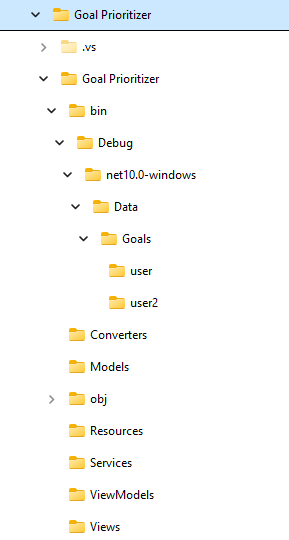 Goal Prioritizer
.vs
Goal Prioritizer
bin
Debug
net10.0-windows
Data
Goals
user
user2
Converters
Models
obj
Resources
Services
ViewModels
Views